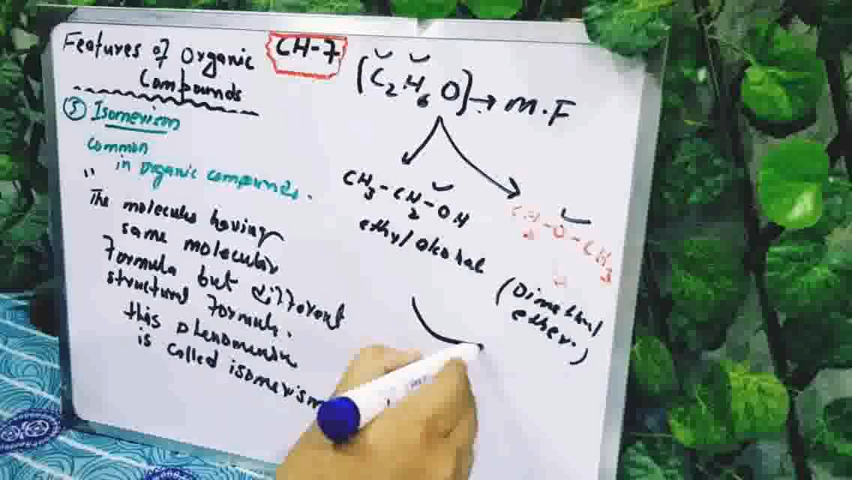 Features of Organic
Compounds
CH-7
(C2H6O) → M.F
⑤ Isomerism
Common
in organic compounds.
"The molecules having
same molecular
Formula but different
structural Formula.
this phenomenon
is called isomerism
CH3-CH2-OH
ethyl alcohol
CH3-O-CH3
(Dimethyl
ether)